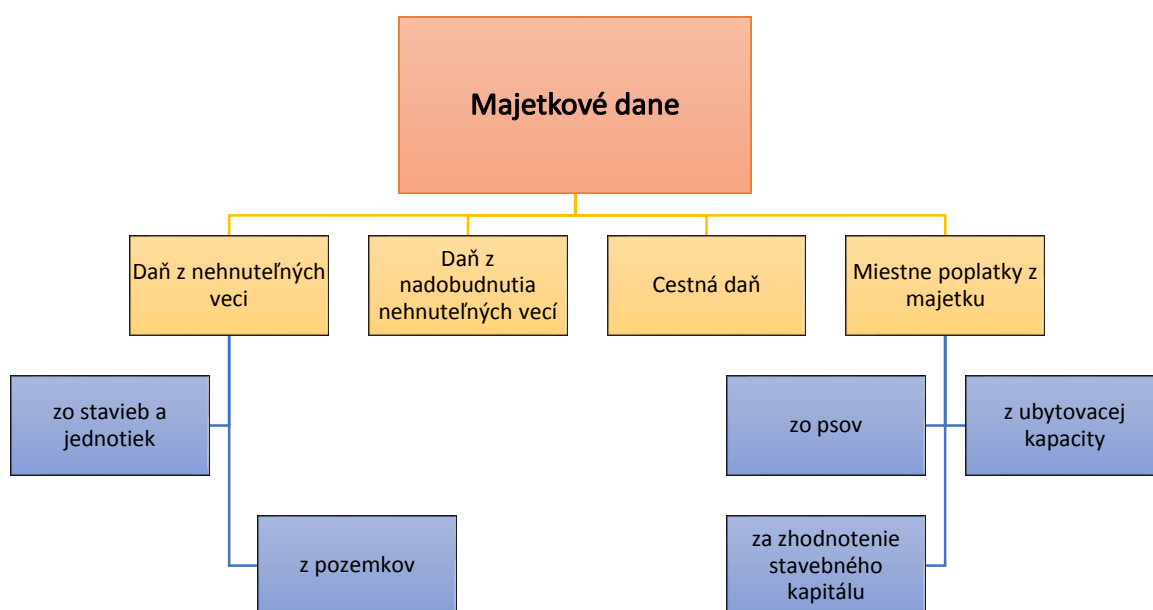 Majetkové dane
Daň z nehnuteľných
veci
Daň z
nadobudnutia
nehnuteľných vecí
Cestná daň
Miestne poplatky z
majetku
zo stavieb a
jednotiek
z pozemkov
zo psov
z ubytovacej
kapacity
za zhodnotenie
stavebného
kapitálu